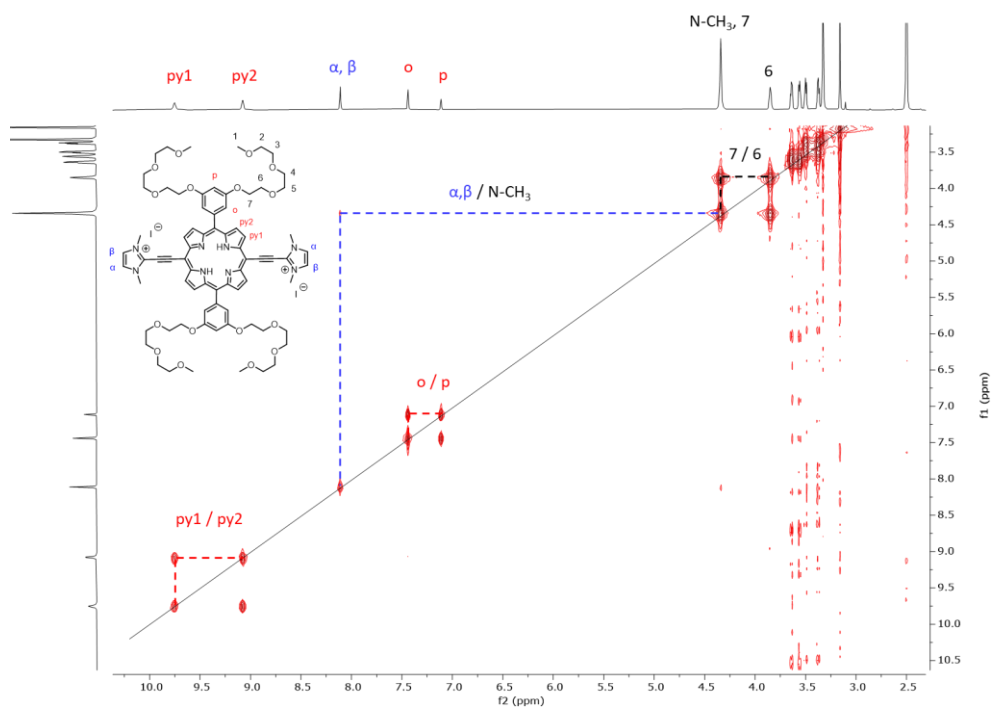 N-CH₃, 7
py1 py2 α, β o p 6
1 2 1 2
3 3
p
6 4
5
o 7
py2
py1
I⊖
β α
N N HN N
⊕
α β
NH N
N N
⊕
I⊖
O O O O
O O O O
O O O O
O O O O
7 / 6
α,β / N-CH₃
o / p
py1 / py2
3.5
4.0
4.5
5.0
5.5
6.0
6.5
7.0
7.5
8.0
8.5
9.0
9.5
10.0
10.5
f1 (ppm)
10.0 9.5 9.0 8.5 8.0 7.5 7.0 6.5 6.0 5.5 5.0 4.5 4.0 3.5 3.0 2.5
f2 (ppm)